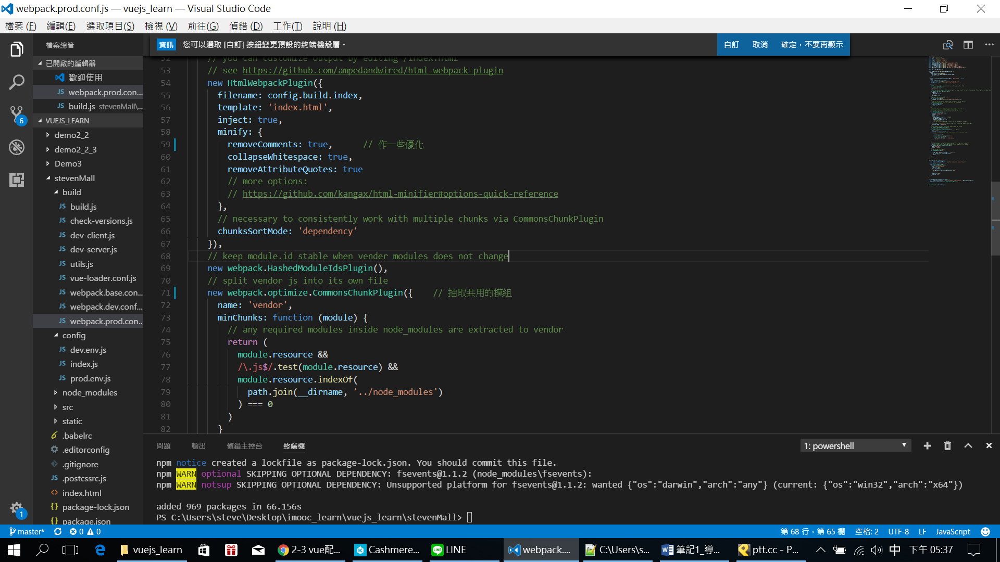 webpack.prod.conf.js — vuejs_learn — Visual Studio Code
檔案 (F) 編輯(E) 選取項目(S) 檢視 (V) 前往(G) 偵錯 (D) 工作(T) 說明 (H)
檔案總管
已開啟的編輯器
歡迎使用
webpack.prod.con...
build.js stevenMall\...
VUEJS_LEARN
demo2_2
demo2_2_3
Demo3
stevenMall
build
build.js
check-versions.js
dev-client.js
dev-server.js
utils.js
vue-loader.conf.js
webpack.base.con...
webpack.dev.conf...
webpack.prod.con...
config
dev.env.js
index.js
prod.env.js
node_modules
src
static
.babelrc
.editorconfig
.gitignore
.postcssrc.js
index.html
package-lock.json
package.json
6
1
資訊 您可以選取 [自訂] 按鈕變更預設的終端機殼層。 自訂 取消 確定，不要再顯示
52 // you can customize output by editing /index.html
53 // see https://github.com/ampedandwired/html-webpack-plugin
54 new HtmlWebpackPlugin({
55 filename: config.build.index,
56 template: 'index.html',
57 inject: true,
58 minify: {
59 removeComments: true, // 作一些優化
60 collapseWhitespace: true,
61 removeAttributeQuotes: true
62 // more options:
63 // https://github.com/kangax/html-minifier#options-quick-reference
64 },
65 // necessary to consistently work with multiple chunks via CommonsChunkPlugin
66 chunksSortMode: 'dependency'
67 }),
68 // keep module.id stable when vender modules does not change
69 new webpack.HashedModuleIdsPlugin(),
70 // split vendor js into its own file
71 new webpack.optimize.CommonsChunkPlugin({ // 抽取共用的模組
72 name: 'vendor',
73 minChunks: function (module) {
74 // any required modules inside node_modules are extracted to vendor
75 return (
76 module.resource &&
77 /\.js$/.test(module.resource) &&
78 module.resource.indexOf(
79 path.join(__dirname, '../node_modules')
80 ) === 0
81 )
82 }
問題 輸出 偵錯主控台 終端機 1: powershell
npm notice created a lockfile as package-lock.json. You should commit this file.
npm WARN optional SKIPPING OPTIONAL DEPENDENCY: fsevents@1.1.2 (node_modules\fsevents):
npm WARN notsup SKIPPING OPTIONAL DEPENDENCY: Unsupported platform for fsevents@1.1.2: wanted {"os":"darwin","arch":"any"} (current: {"os":"win32","arch":"x64"})
added 969 packages in 66.156s
PS C:\Users\steve\Desktop\imooc_learn\vuejs_learn\stevenMall>
master* 0 0 第 68 行，第 65 欄 空格: 2 UTF-8 LF JavaScript
vuejs_learn 2-3 vue配... Cashmere... LINE webpack.... C:\Users\s... 筆記1_導... ptt.cc - P... 中 下午 05:37